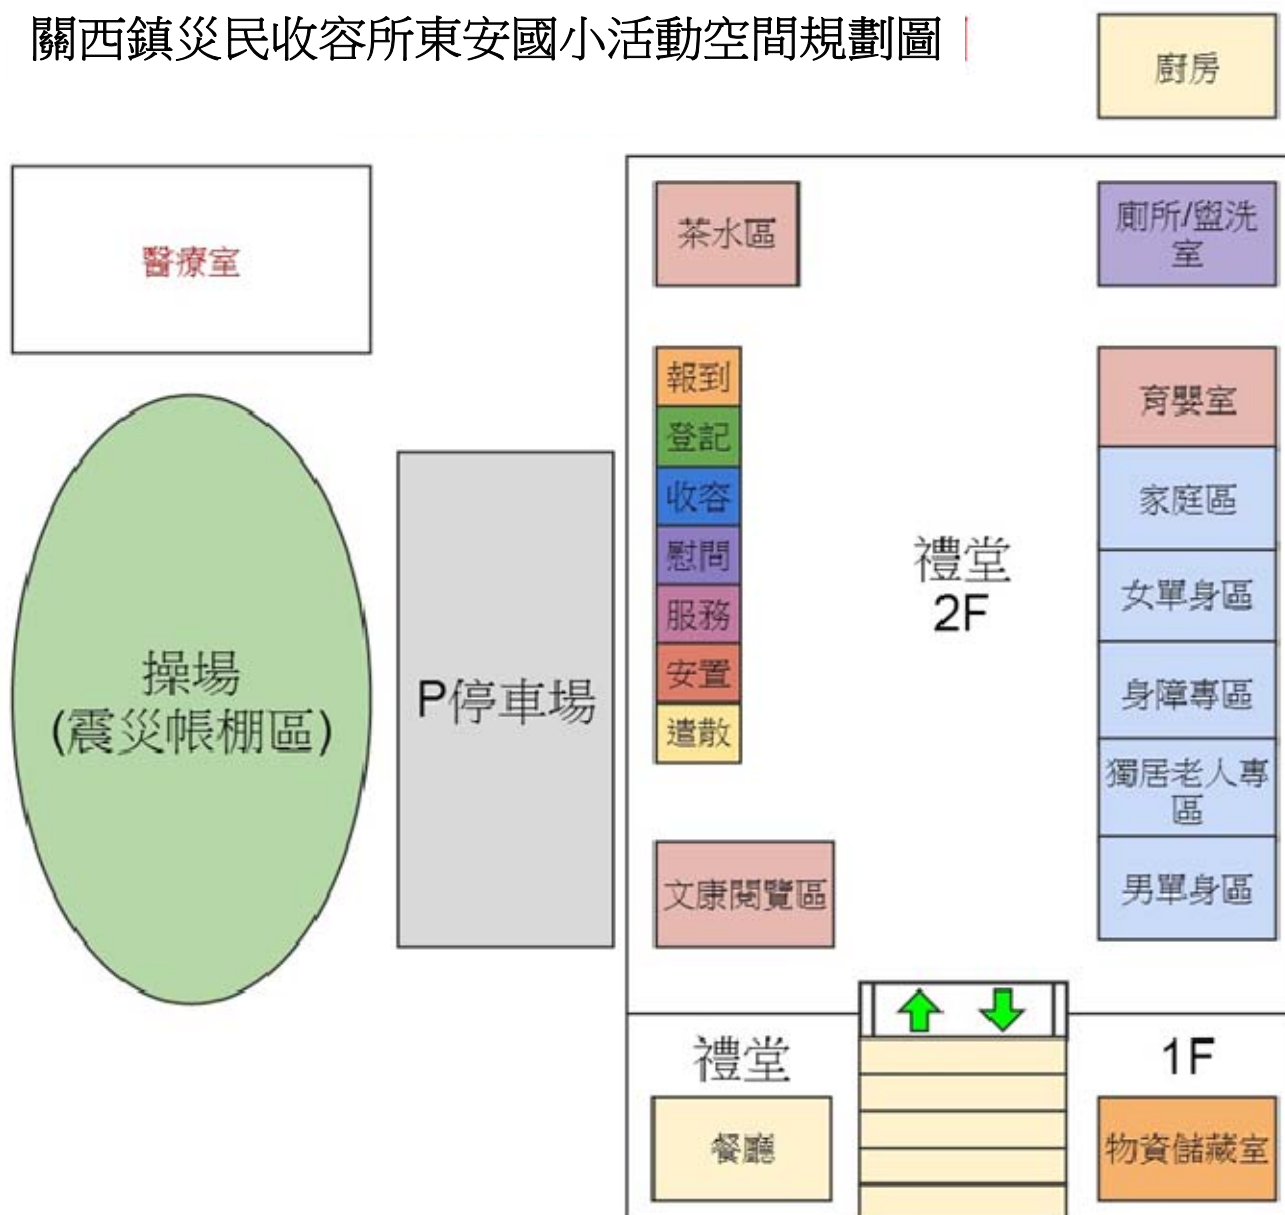 關西鎮災民收容所東安國小活動空間規劃圖
廚房
醫療室
茶水區
廁所/盥洗
室
報到
登記
收容
慰問
服務
安置
遣散
育嬰室
家庭區
女單身區
身障專區
獨居老人專
區
男單身區
禮堂
2F
操場
(震災帳棚區)
P停車場
文康閱覽區
禮堂
1F
餐廳
物資儲藏室